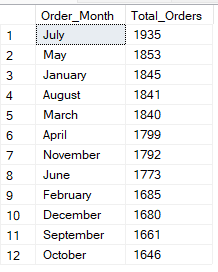 Order_Month Total_Orders
1 July 1935
2 May 1853
3 January 1845
4 August 1841
5 March 1840
6 April 1799
7 November 1792
8 June 1773
9 February 1685
10 December 1680
11 September 1661
12 October 1646